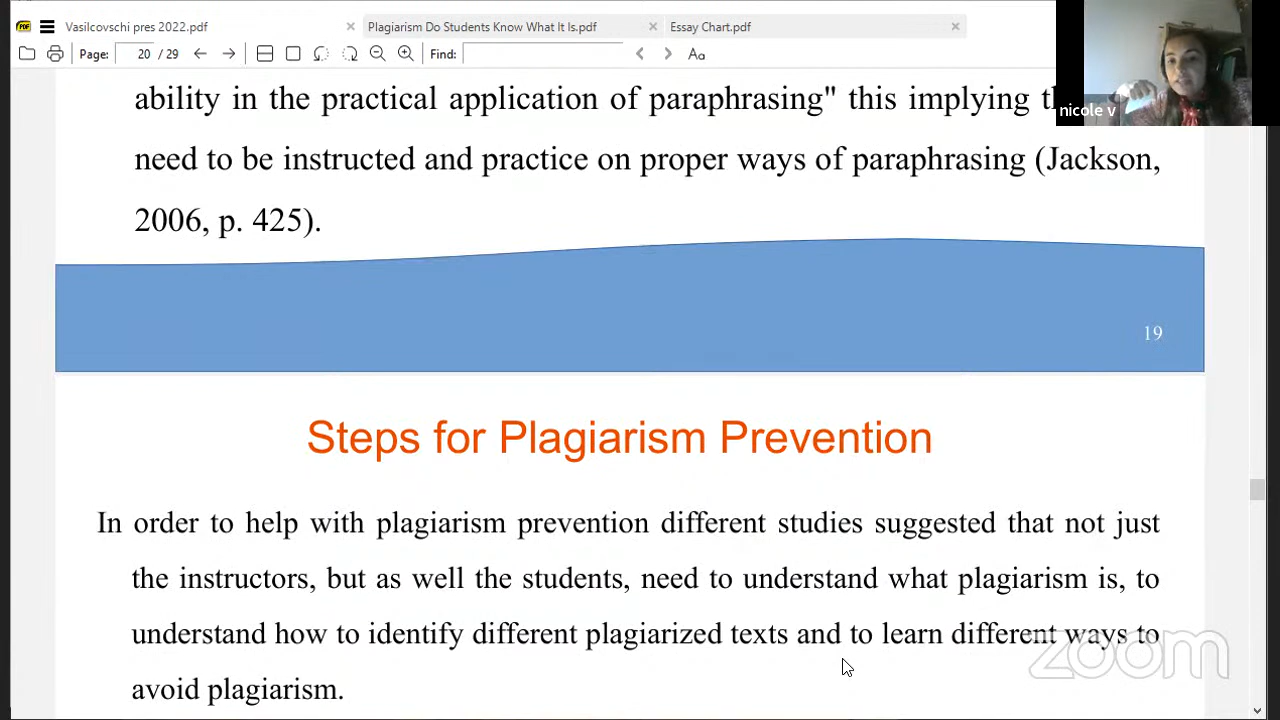 Vasilcovschi pres 2022.pdf
Plagiarism Do Students Know What It Is.pdf
Essay Chart.pdf
Page: 20 / 29
Find:
Aa
ability in the practical application of paraphrasing" this implying
need to be instructed and practice on proper ways of paraphrasing (Jackson,
2006, p. 425).
nicole v
19
Steps for Plagiarism Prevention
In order to help with plagiarism prevention different studies suggested that not just
the instructors, but as well the students, need to understand what plagiarism is, to
understand how to identify different plagiarized texts and to learn different ways to
avoid plagiarism.
zoom